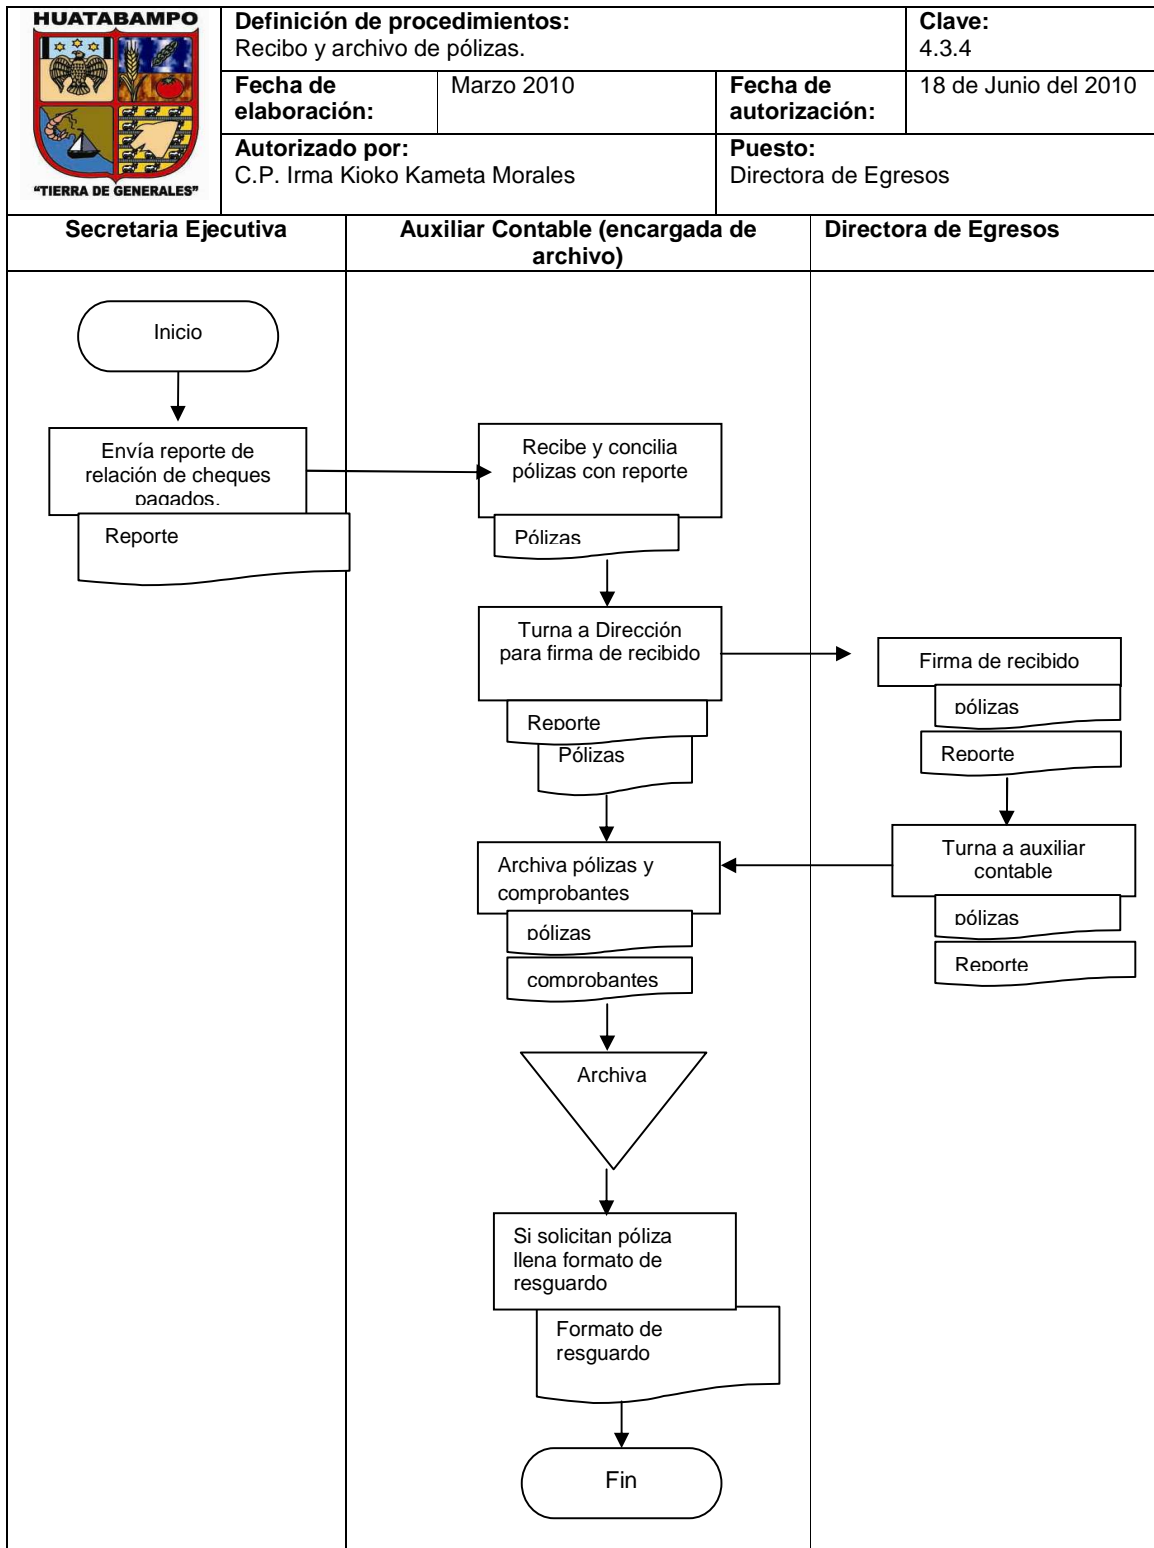 HUATABAMPO
"TIERRA DE GENERALES"
Definición de procedimientos:
Recibo y archivo de pólizas.
Clave:
4.3.4
Fecha de
elaboración:
Marzo 2010
Fecha de
autorización:
18 de Junio del 2010
Autorizado por:
C.P. Irma Kioko Kameta Morales
Puesto:
Directora de Egresos
Secretaria Ejecutiva
Auxiliar Contable (encargada de
archivo)
Directora de Egresos
Inicio
Envía reporte de
relación de cheques
pagados.
Reporte
Recibe y concilia
pólizas con reporte
Pólizas
Turna a Dirección
para firma de recibido
Reporte
Pólizas
Firma de recibido
pólizas
Reporte
Turna a auxiliar
contable
pólizas
Reporte
Archiva pólizas y
comprobantes
pólizas
comprobantes
Archiva
Si solicitan póliza
llena formato de
resguardo
Formato de
resguardo
Fin